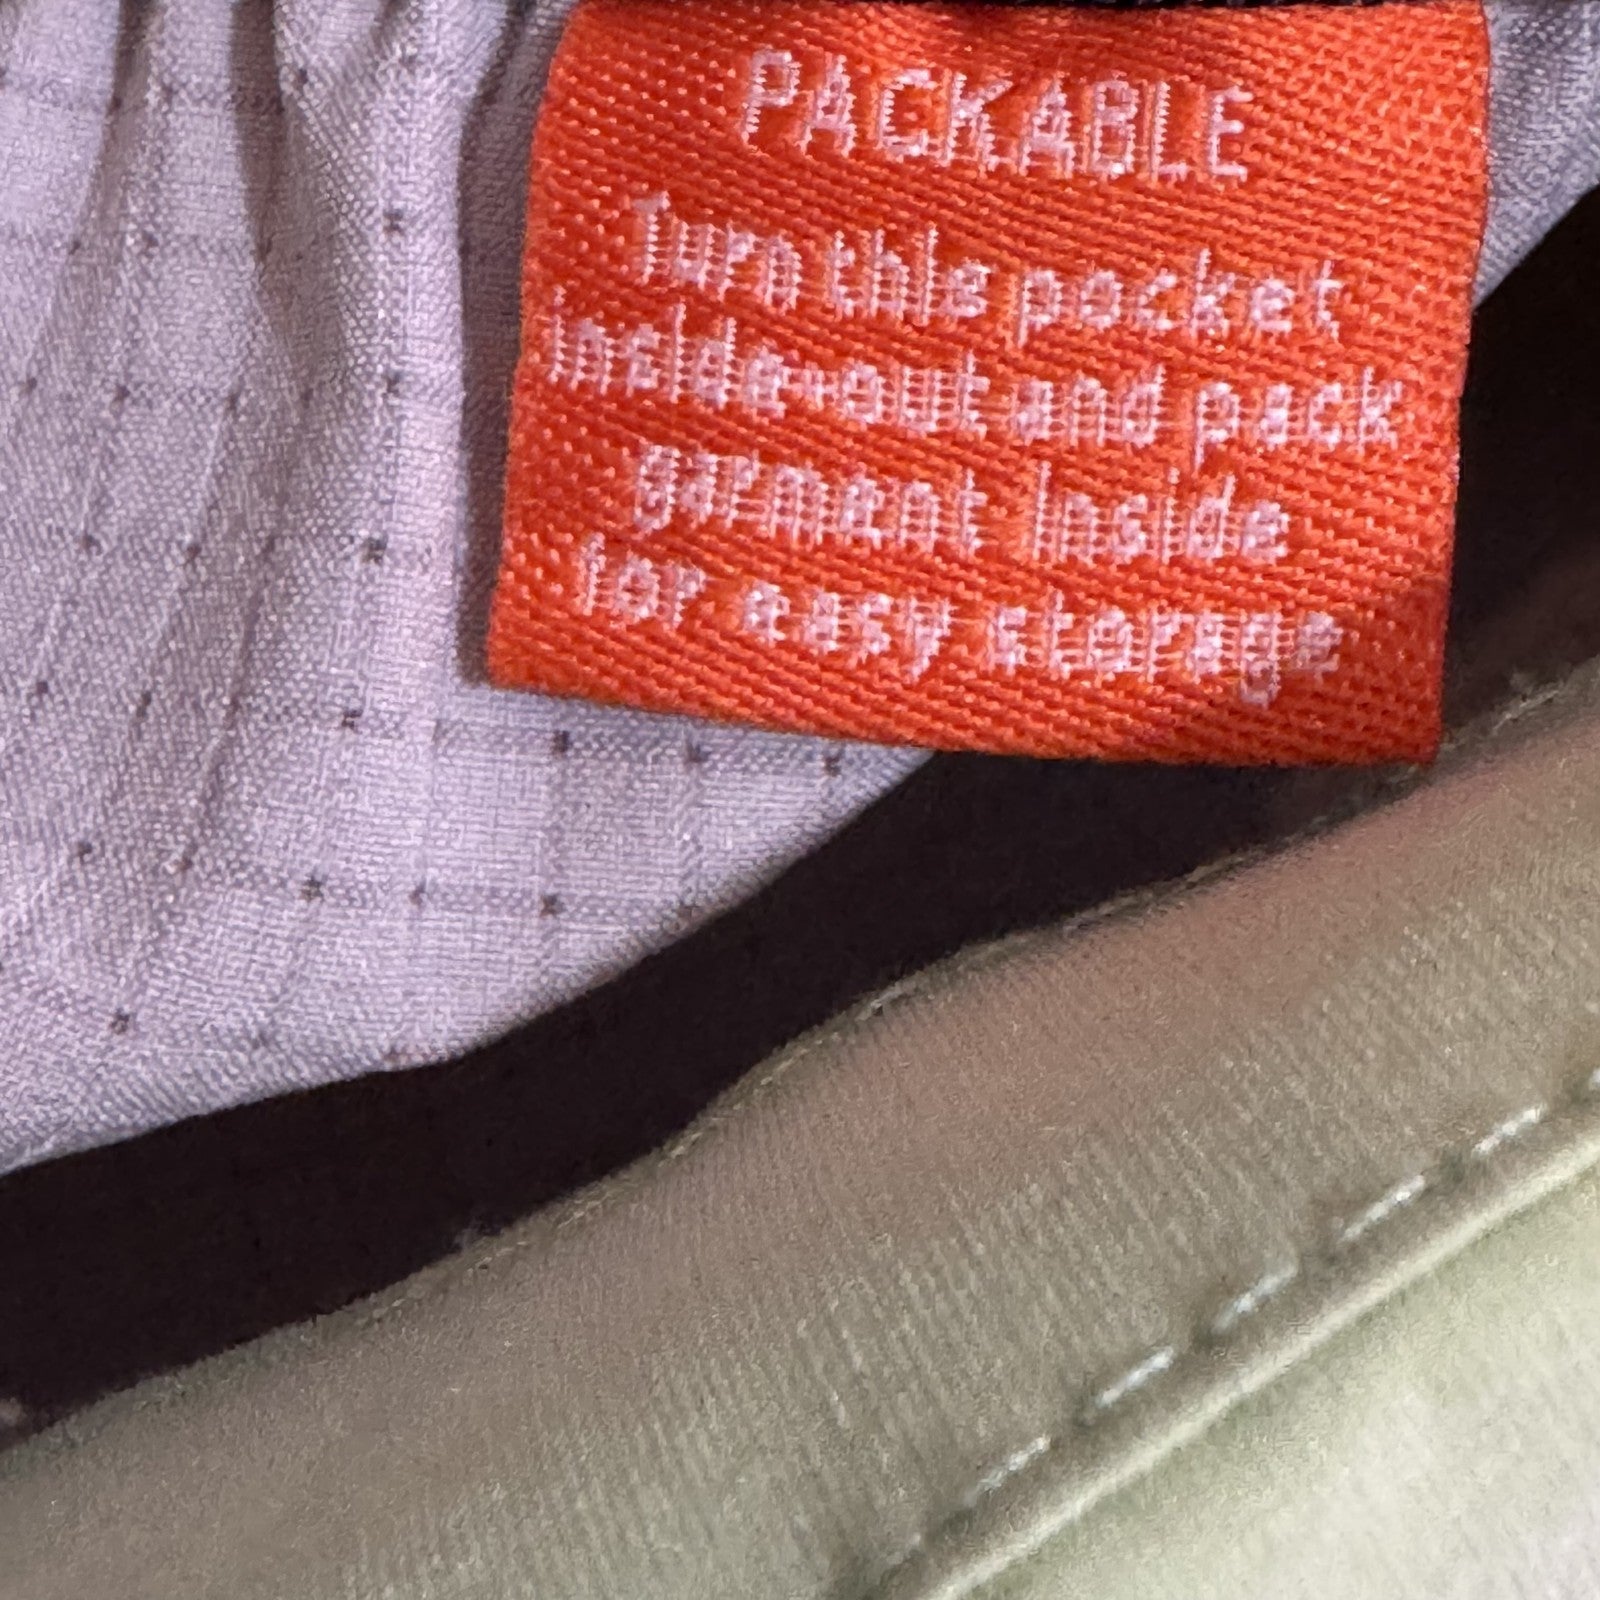 PACKABLE
Turn this pocket
inside-out and pack
garment inside
for easy storage